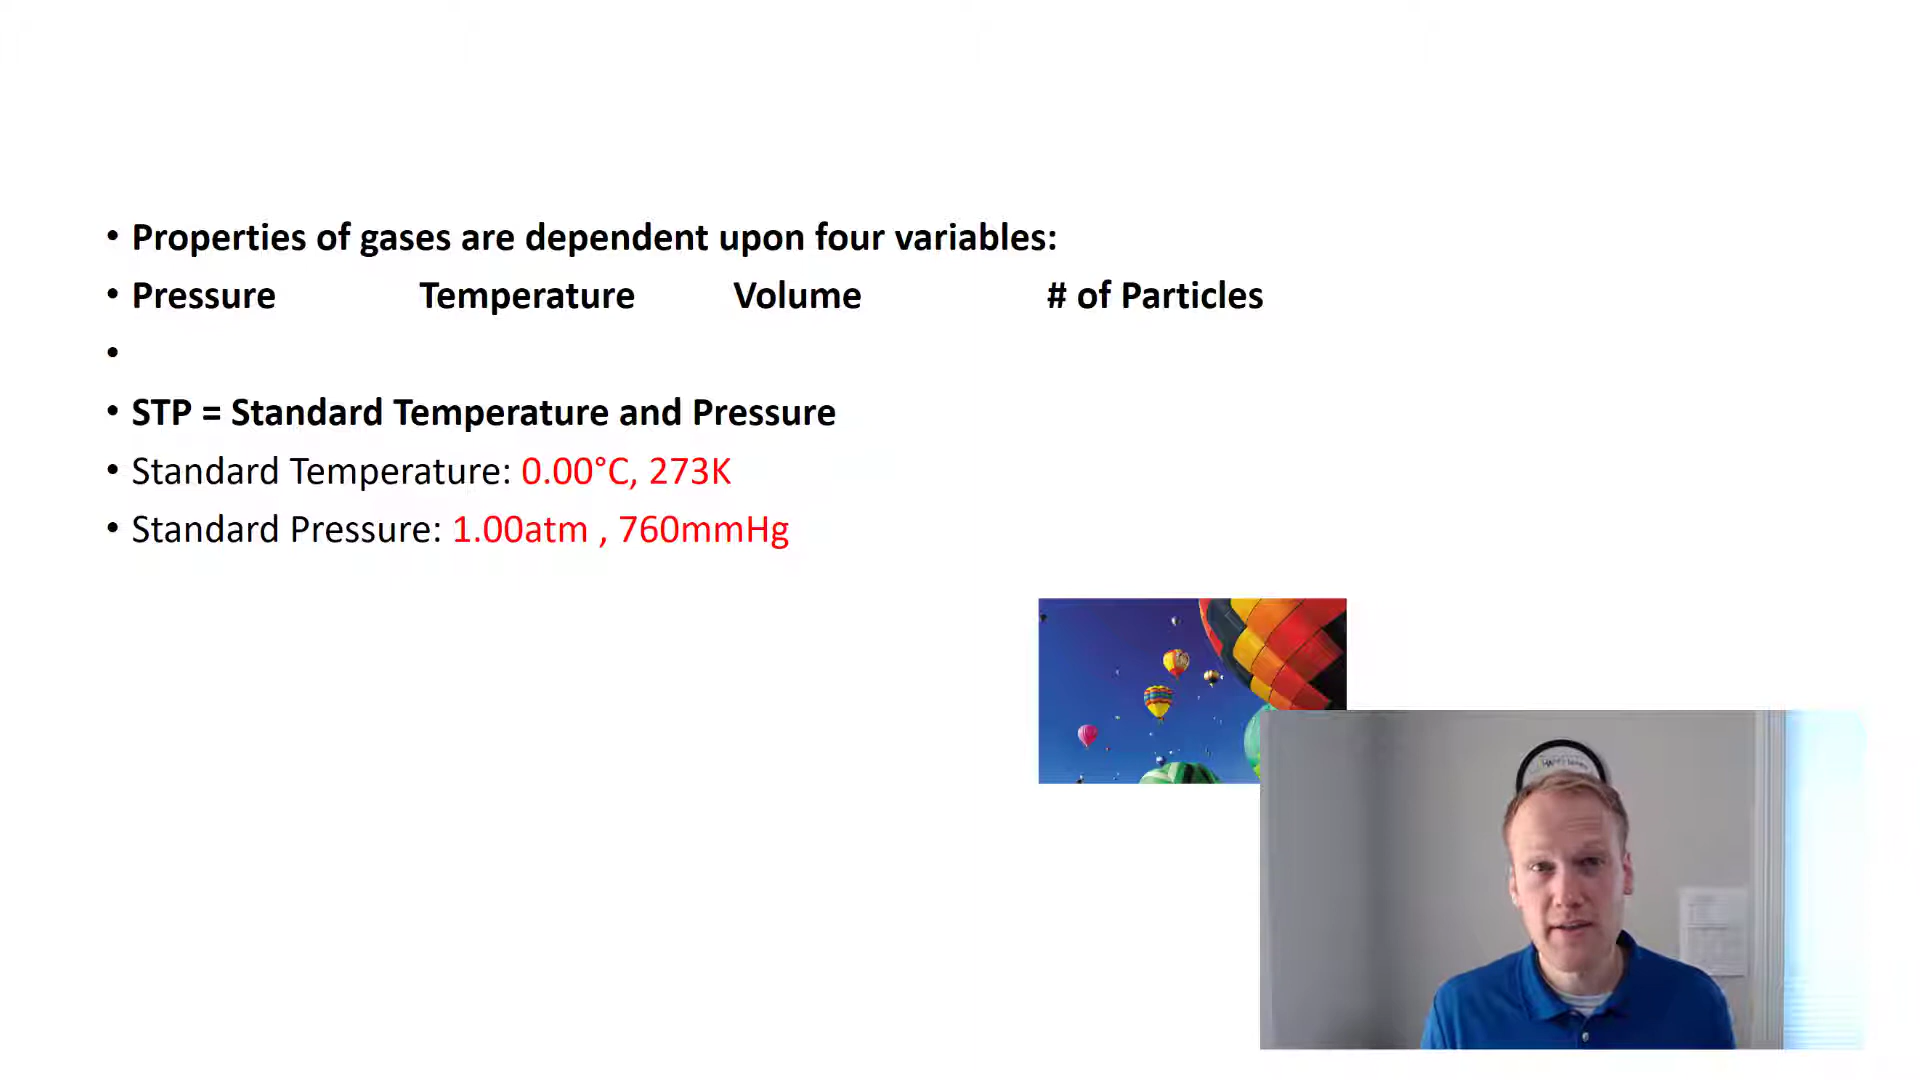 • Properties of gases are dependent upon four variables:
• Pressure Temperature Volume # of Particles
•
• STP = Standard Temperature and Pressure
• Standard Temperature: 0.00°C, 273K
• Standard Pressure: 1.00atm , 760mmHg